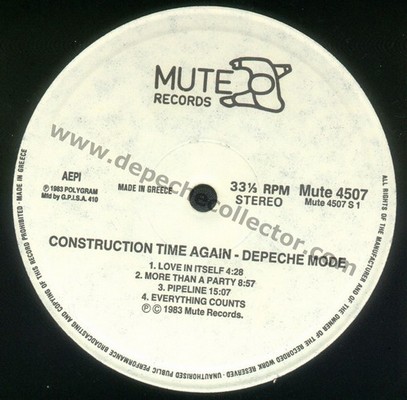 MUTE
RECORDS
www.depechecollector.com
AEPI
℗ 1983 POLYGRAM
Mfd by G.P.I.S.A. 410
MADE IN GREECE
33⅓ RPM
STEREO
Mute 4507
Mute 4507 S 1
CONSTRUCTION TIME AGAIN - DEPECHE MODE
1. LOVE IN ITSELF 4:28
2. MORE THAN A PARTY 8:57
3. PIPELINE 15:07
4. EVERYTHING COUNTS
℗ © 1983 Mute Records.
ALL RIGHTS OF THE MANUFACTURER AND OF THE OWNER OF THE RECORDED WORK RESERVED - UNAUTHORISED PUBLIC PERFORMANCE BROADCASTING AND COPYING OF THIS RECORD PROHIBITED - MADE IN GREECE